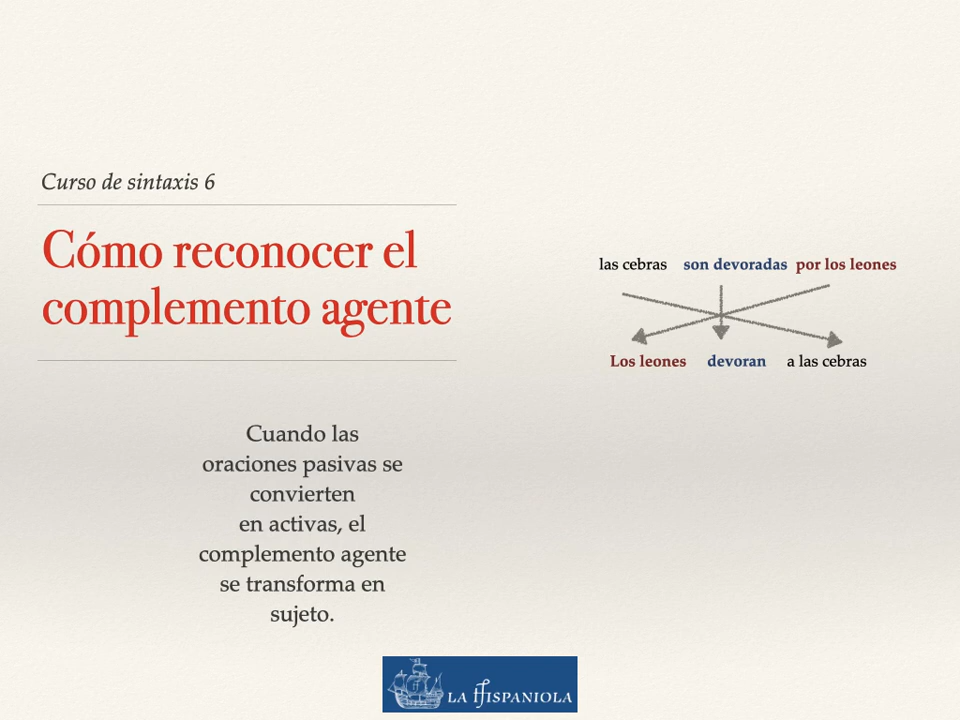 Curso de sintaxis 6
Cómo reconocer el
complemento agente
las cebras son devoradas por los leones
Los leones devoran a las cebras
Cuando las
oraciones pasivas se
convierten
en activas, el
complemento agente
se transforma en
sujeto.
LA HISPANIOLA